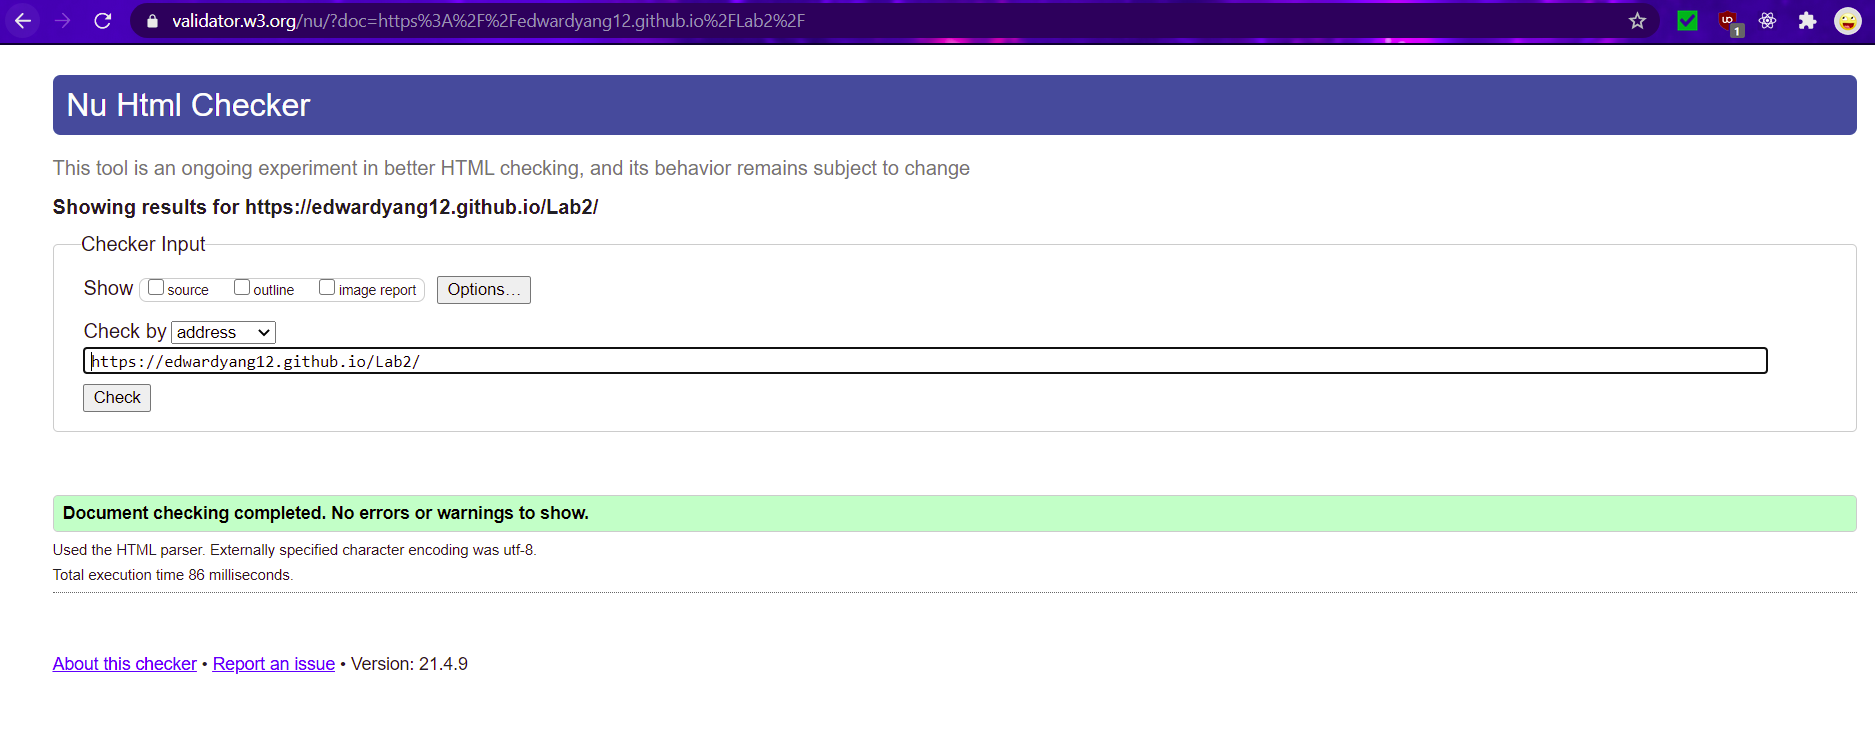 validator.w3.org/nu/?doc=https%3A%2F%2Fedwardyang12.github.io%2FLab2%2F
1
Nu Html Checker
This tool is an ongoing experiment in better HTML checking, and its behavior remains subject to change
Showing results for https://edwardyang12.github.io/Lab2/
Checker Input
Show source outline image report Options...
Check by address
https://edwardyang12.github.io/Lab2/
Check
Document checking completed. No errors or warnings to show.
Used the HTML parser. Externally specified character encoding was utf-8.
Total execution time 86 milliseconds.
About this checker • Report an issue • Version: 21.4.9